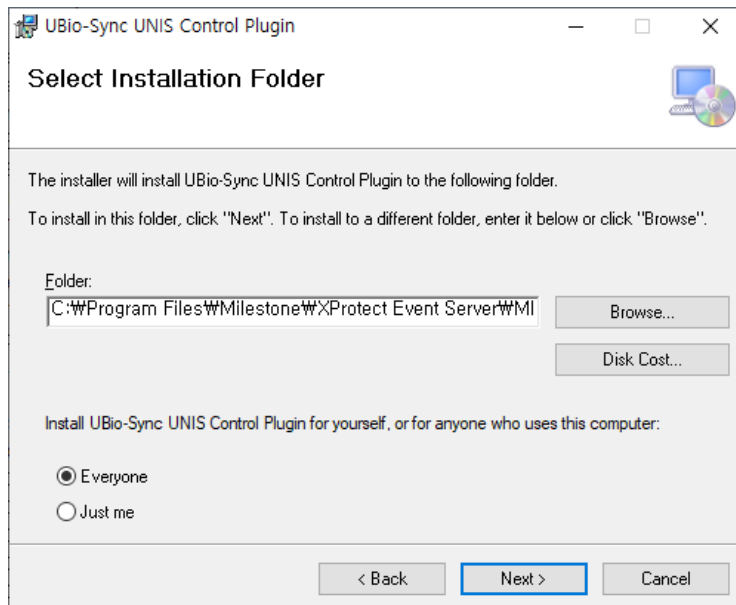 UBio-Sync UNIS Control Plugin
Select Installation Folder
The installer will install UBio-Sync UNIS Control Plugin to the following folder.
To install in this folder, click "Next". To install to a different folder, enter it below or click "Browse".
Folder:
C:₩Program Files₩Milestone₩XProtect Event Server₩MI
Browse...
Disk Cost...
Install UBio-Sync UNIS Control Plugin for yourself, or for anyone who uses this computer:
Everyone
Just me
< Back
Next >
Cancel